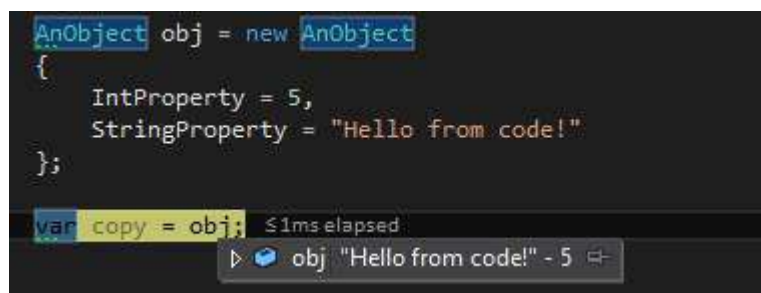 AnObject obj = new AnObject
{
    IntProperty = 5,
    StringProperty = "Hello from code!"
};
var copy = obj; ≤1ms elapsed
obj "Hello from code!" - 5